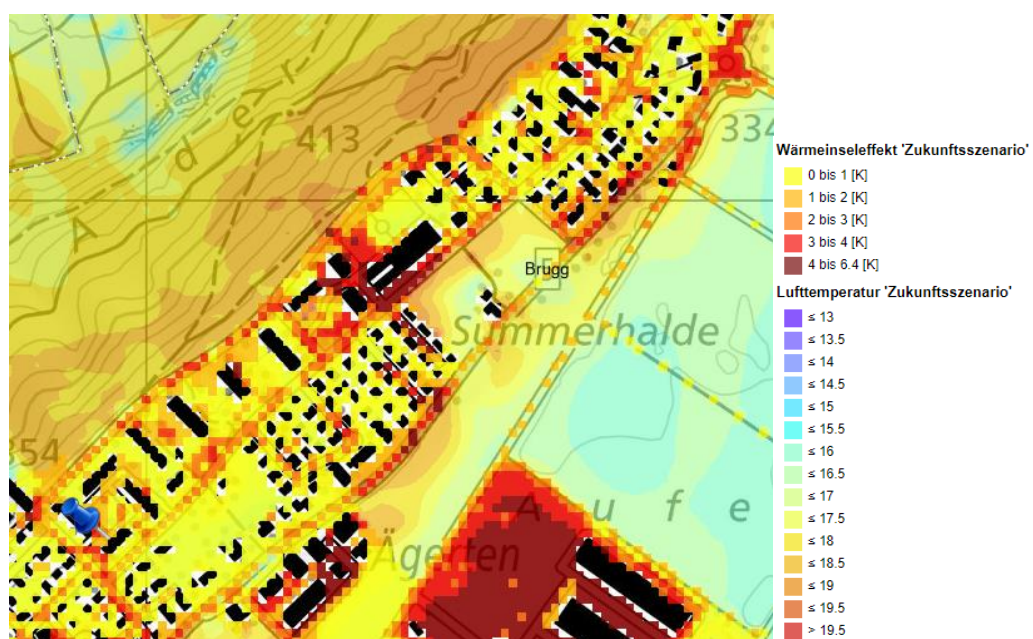 413
A
d
e
r
334
Brugg
Summerhalde
354
A u f e
Ägerten
Wärmeinseleffekt 'Zukunftsszenario'
0 bis 1 [K]
1 bis 2 [K]
2 bis 3 [K]
3 bis 4 [K]
4 bis 6.4 [K]
Lufttemperatur 'Zukunftsszenario'
≤ 13
≤ 13.5
≤ 14
≤ 14.5
≤ 15
≤ 15.5
≤ 16
≤ 16.5
≤ 17
≤ 17.5
≤ 18
≤ 18.5
≤ 19
≤ 19.5
> 19.5